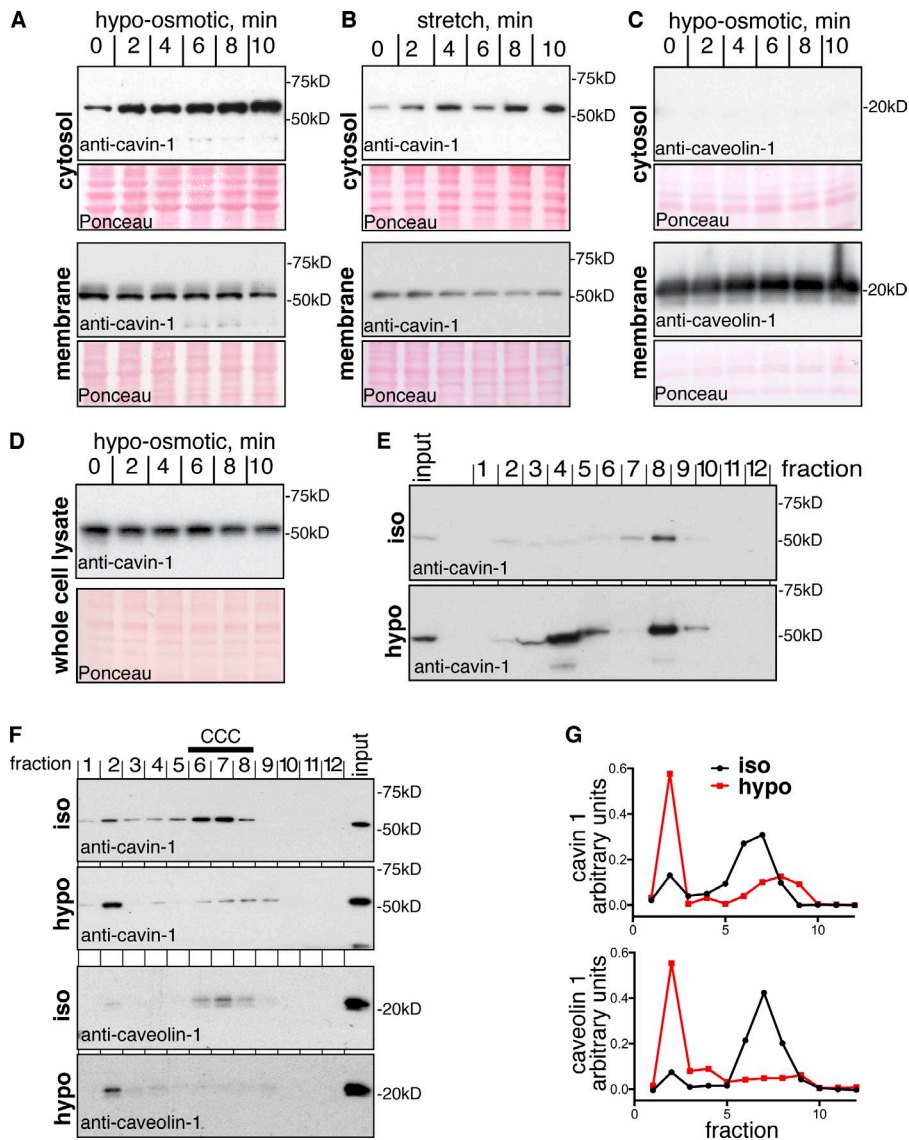 A
hypo-osmotic, min
0 2 4 6 8 10
cytosol
-75kD
-50kD
anti-cavin-1
Ponceau
membrane
-75kD
-50kD
anti-cavin-1
Ponceau
B
stretch, min
0 2 4 6 8 10
cytosol
-75kD
-50kD
anti-cavin-1
Ponceau
membrane
-75kD
-50kD
anti-cavin-1
Ponceau
C
hypo-osmotic, min
0 2 4 6 8 10
cytosol
-20kD
anti-caveolin-1
Ponceau
membrane
-20kD
anti-caveolin-1
Ponceau
D
hypo-osmotic, min
0 2 4 6 8 10
whole cell lysate
-75kD
-50kD
anti-cavin-1
Ponceau
E
input 1 2 3 4 5 6 7 8 9 10 11 12 fraction
iso
-75kD
-50kD
anti-cavin-1
hypo
-75kD
-50kD
anti-cavin-1
F
CCC
fraction 1 2 3 4 5 6 7 8 9 10 11 12 input
iso
-75kD
-50kD
anti-cavin-1
hypo
-75kD
-50kD
anti-cavin-1
iso
-20kD
anti-caveolin-1
hypo
-20kD
anti-caveolin-1
G
iso
hypo
cavin 1
arbitrary units
0.6
0.4
0.2
0.0
0 5 10
caveolin 1
arbitrary units
0.6
0.4
0.2
0.0
0 5 10
fraction